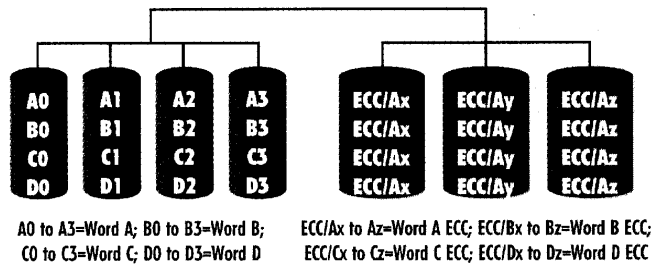 A0 A1 A2 A3 ECC/Ax ECC/Ay ECC/Az
B0 B1 B2 B3 ECC/Ax ECC/Ay ECC/Az
C0 C1 C2 C3 ECC/Ax ECC/Ay ECC/Az
D0 D1 D2 D3 ECC/Ax ECC/Ay ECC/Az
A0 to A3=Word A; B0 to B3=Word B;
C0 to C3=Word C; D0 to D3=Word D
ECC/Ax to Az=Word A ECC; ECC/Bx to Bz=Word B ECC;
ECC/Cx to Cz=Word C ECC; ECC/Dx to Dz=Word D ECC